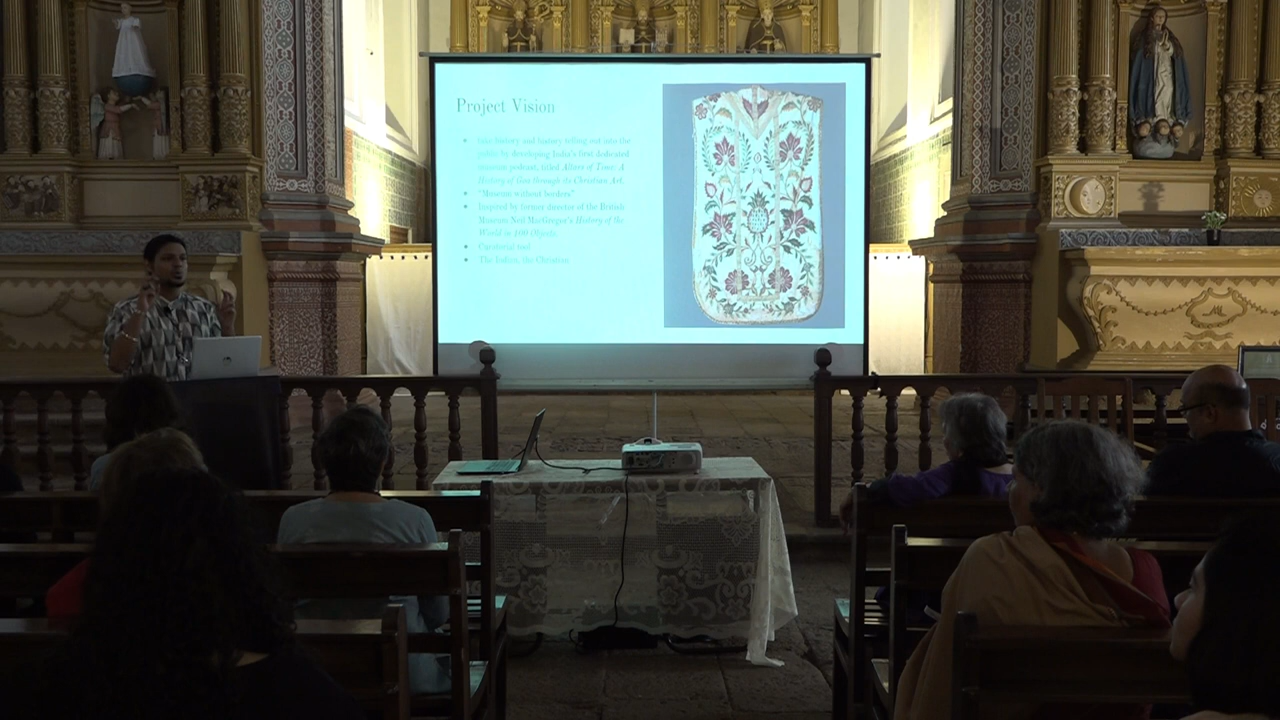 Project Vision
• take history and history telling out into the
public by developing India's first dedicated
museum podcast, titled Altars of Time: A
History of Goa through its Christian Art.
• "Museum without borders"
• Inspired by former director of the British
Museum Neil MacGregor's History of the
World in 100 Objects.
• Curatorial tool
• The Indian, the Christian